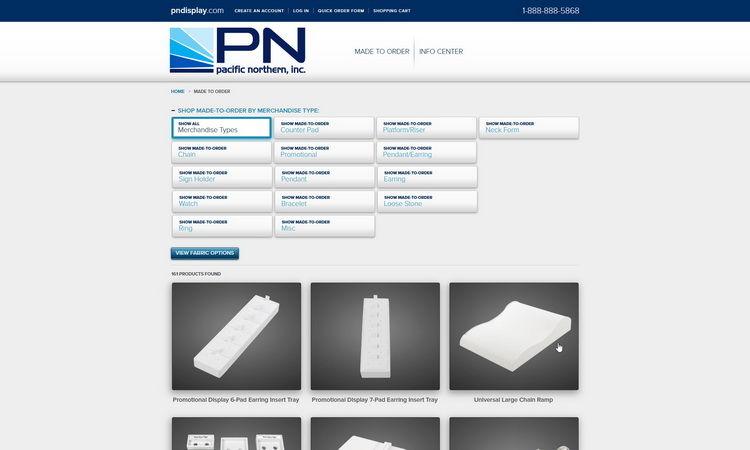 pndisplay.com
CREATE AN ACCOUNT
LOG IN
QUICK ORDER FORM
SHOPPING CART
1-888-888-5868
PN
pacific northern, inc.
MADE TO ORDER
INFO CENTER
HOME > MADE TO ORDER
– SHOP MADE-TO-ORDER BY MERCHANDISE TYPE:
SHOW ALL
Merchandise Types
SHOW MADE-TO-ORDER
Counter Pad
SHOW MADE-TO-ORDER
Platform/Riser
SHOW MADE-TO-ORDER
Neck Form
SHOW MADE-TO-ORDER
Chain
SHOW MADE-TO-ORDER
Promotional
SHOW MADE-TO-ORDER
Pendant/Earring
SHOW MADE-TO-ORDER
Sign Holder
SHOW MADE-TO-ORDER
Pendant
SHOW MADE-TO-ORDER
Earring
SHOW MADE-TO-ORDER
Watch
SHOW MADE-TO-ORDER
Bracelet
SHOW MADE-TO-ORDER
Loose Stone
SHOW MADE-TO-ORDER
Ring
SHOW MADE-TO-ORDER
Misc
VIEW FABRIC OPTIONS
161 PRODUCTS FOUND
Promotional Display 6-Pad Earring Insert Tray
Promotional Display 7-Pad Earring Insert Tray
Universal Large Chain Ramp